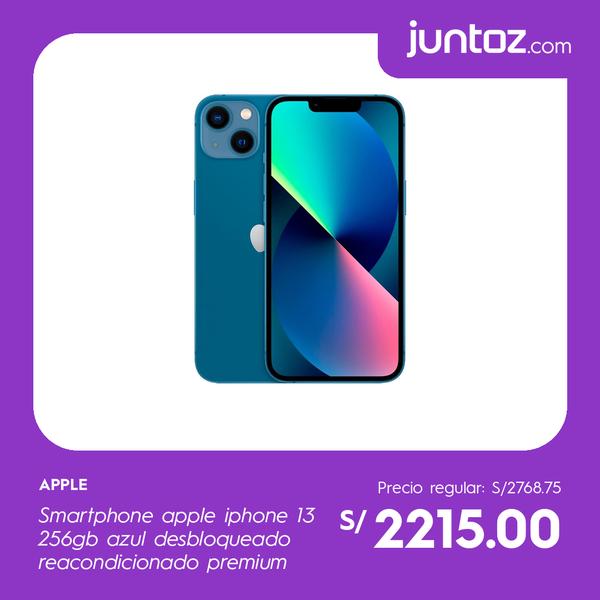 juntoz.com
APPLE
Smartphone apple iphone 13
256gb azul desbloqueado
reacondicionado premium
Precio regular: S/2768.75
S/ 2215.00